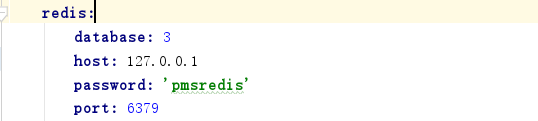 redis:
database: 3
host: 127.0.0.1
password: 'pmsredis'
port: 6379